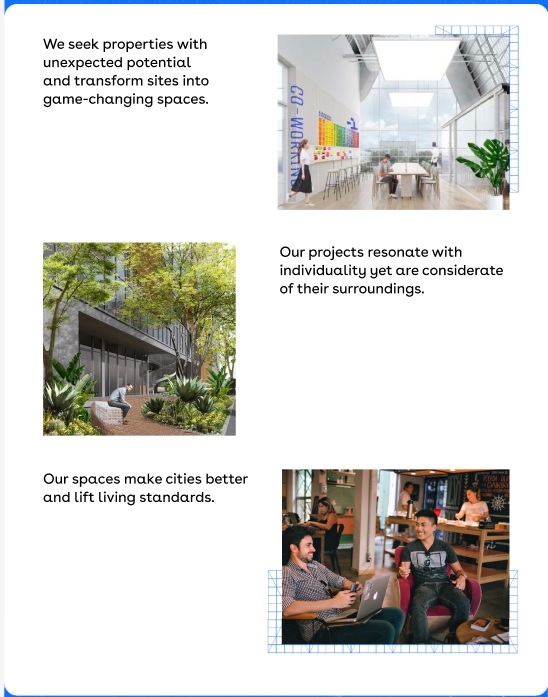 We seek properties with
unexpected potential
and transform sites into
game-changing spaces.
CO-WORKING
Our projects resonate with
individuality yet are considerate
of their surroundings.
Our spaces make cities better
and lift living standards.